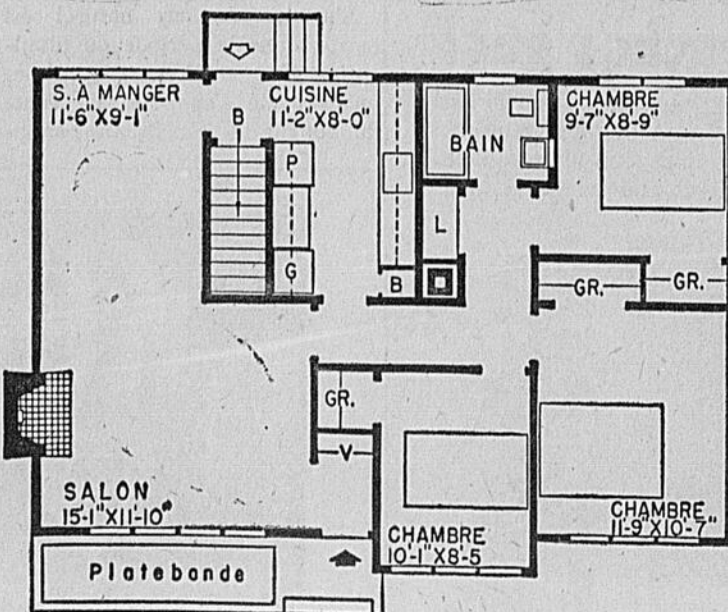 S. À MANGER
11'-6"X9'-1"
B
CUISINE
11'-2"X8'-0"
P
G
B
BAIN
L
CHAMBRE
9'-7"X8'-9"
GR.
GR.
GR.
V
SALON
15'-1"X11'-10"
CHAMBRE
10'-1"X8'-5
CHAMBRE
11'-9"X10'-7"
Platebande